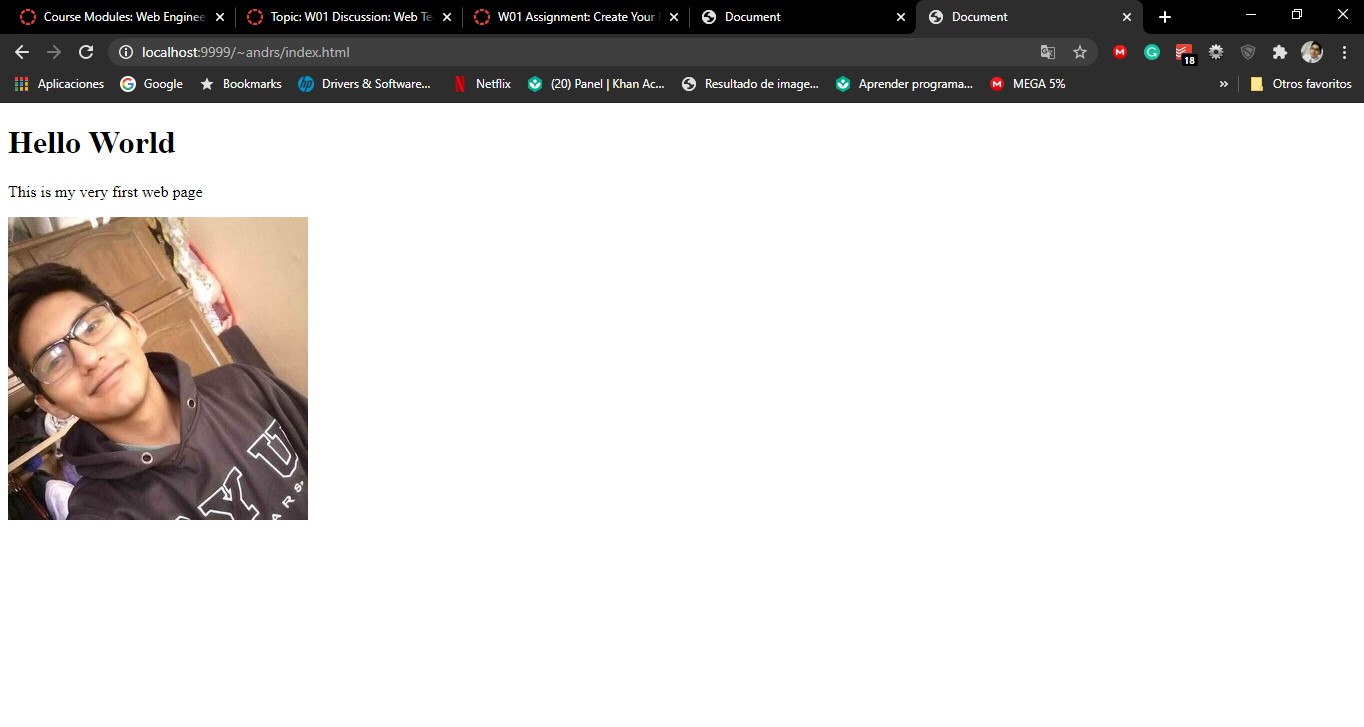 Course Modules: Web Enginee
Topic: W01 Discussion: Web Te
W01 Assignment: Create Your
Document
Document
localhost:9999/~andrs/index.html
18
Aplicaciones
Google
Bookmarks
Drivers & Software...
Netflix
(20) Panel | Khan Ac...
Resultado de image...
Aprender programa...
MEGA 5%
»
Otros favoritos
Hello World
This is my very first web page
YU
ARS.